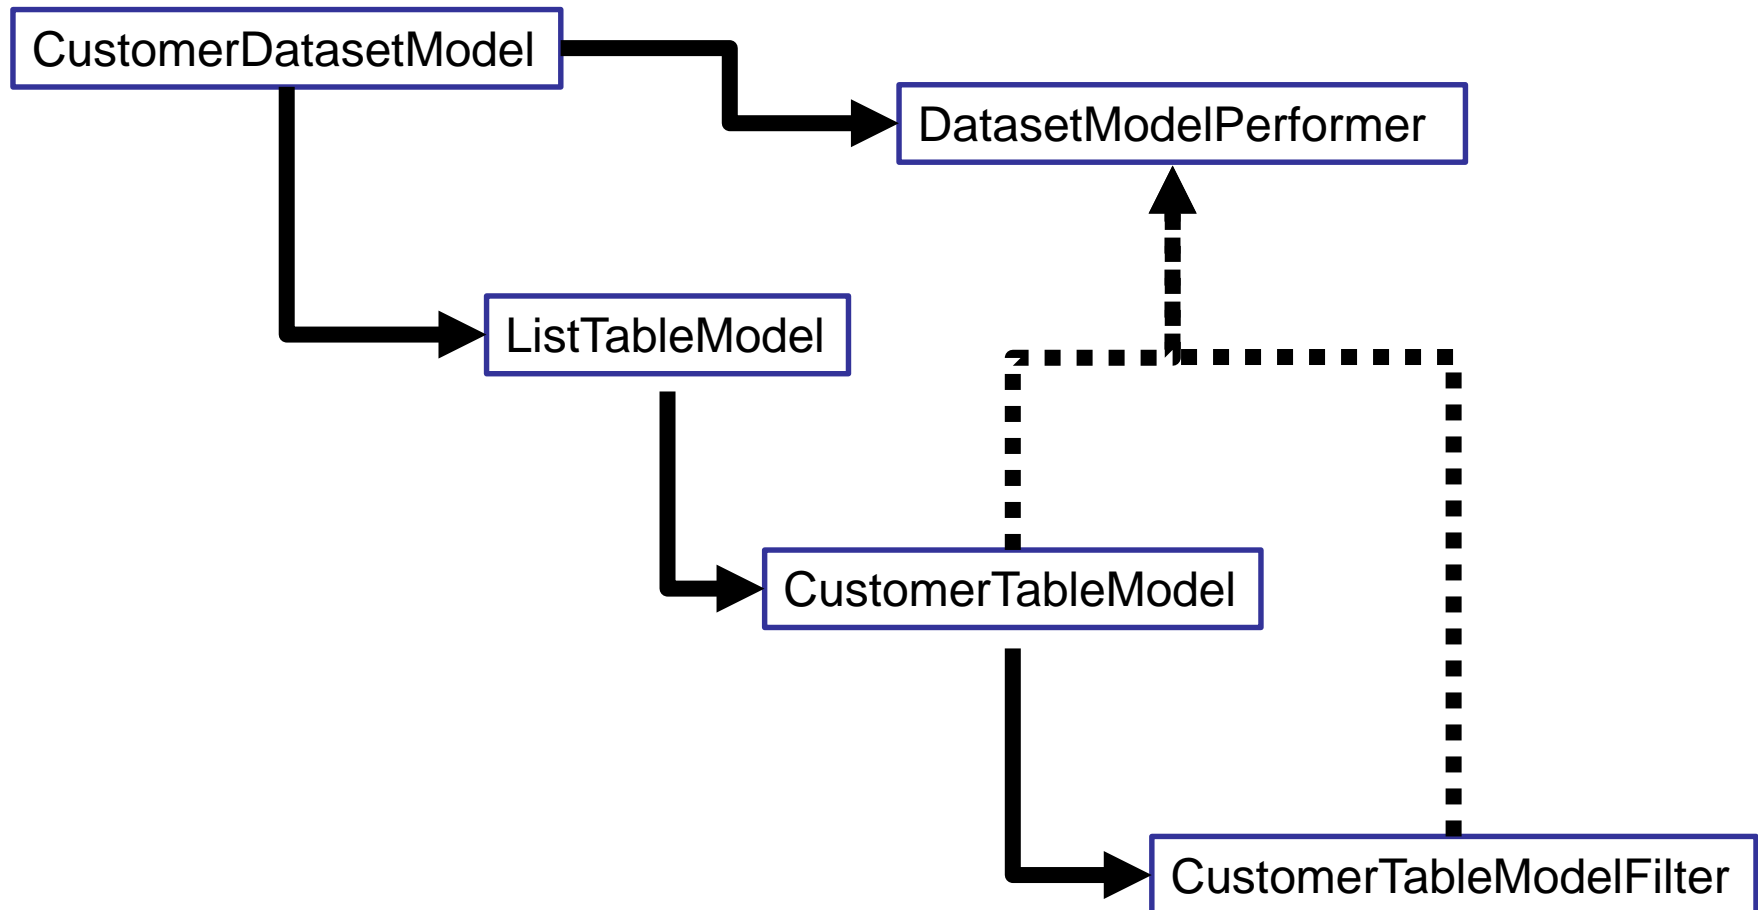 CustomerDatasetModel
DatasetModelPerformer
ListTableModel
CustomerTableModel
CustomerTableModelFilter